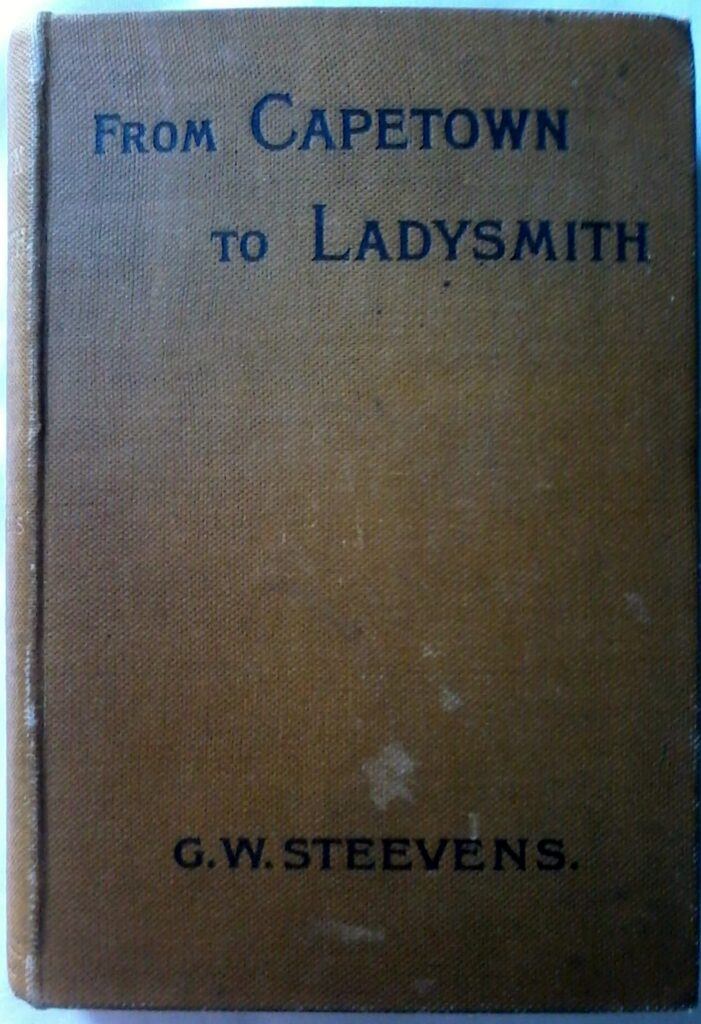 From Capetown
to Ladysmith
G.W. STEEVENS.